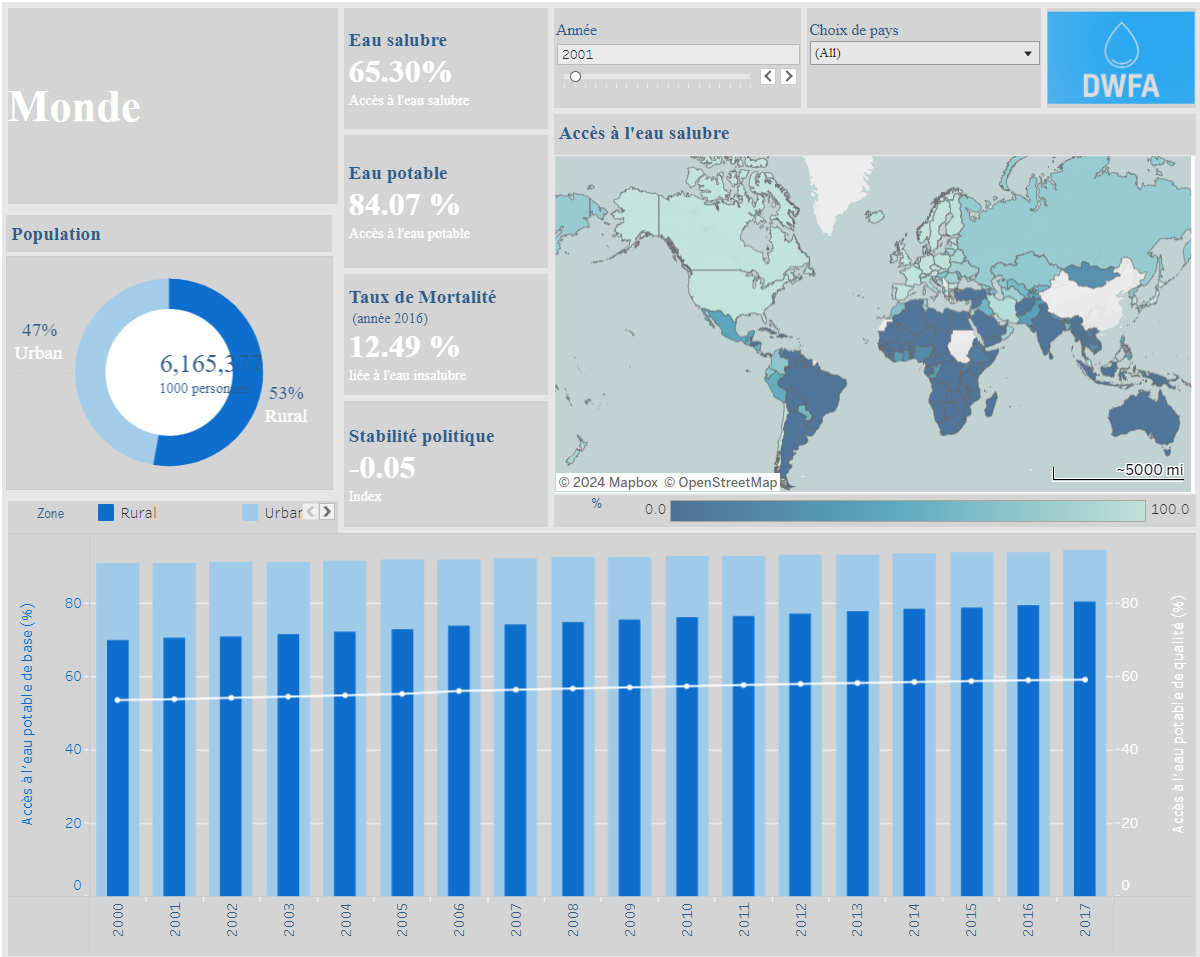 Monde
Eau salubre
65.30%
Accès à l'eau salubre
Eau potable
84.07 %
Accès à l'eau potable
Taux de Mortalité
(année 2016)
12.49 %
liée à l'eau insalubre
Stabilité politique
-0.05
Index
Année
2001
Choix de pays
(All)
DWFA
Accès à l'eau salubre
© 2024 Mapbox © OpenStreetMap
~5000 mi
%
0.0
100.0
Population
47%
Urban
6,165,377
1000 personnes
53%
Rural
Zone
Rural
Urban
Accès à l'eau potable de base (%)
80
60
40
20
0
80
60
40
20
0
Accès à l'eau potable de qualité (%)
2000
2001
2002
2003
2004
2005
2006
2007
2008
2009
2010
2011
2012
2013
2014
2015
2016
2017